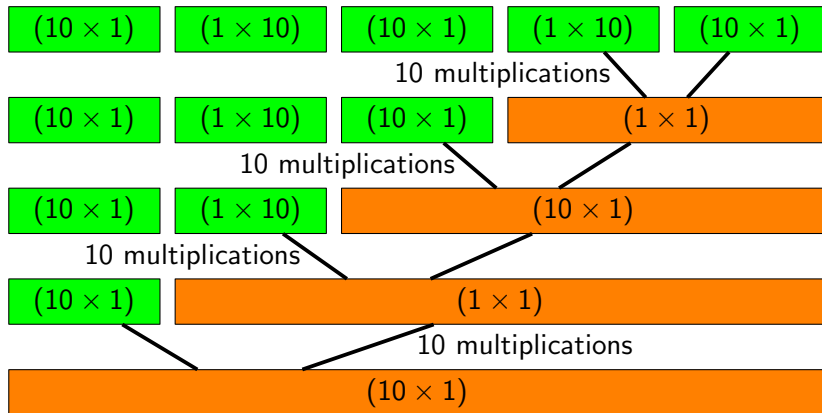 (10 × 1) (1 × 10) (10 × 1) (1 × 10) (10 × 1)
10 multiplications
(10 × 1) (1 × 10) (10 × 1) (1 × 1)
10 multiplications
(10 × 1) (1 × 10) (10 × 1)
10 multiplications
(10 × 1) (1 × 1)
10 multiplications
(10 × 1)